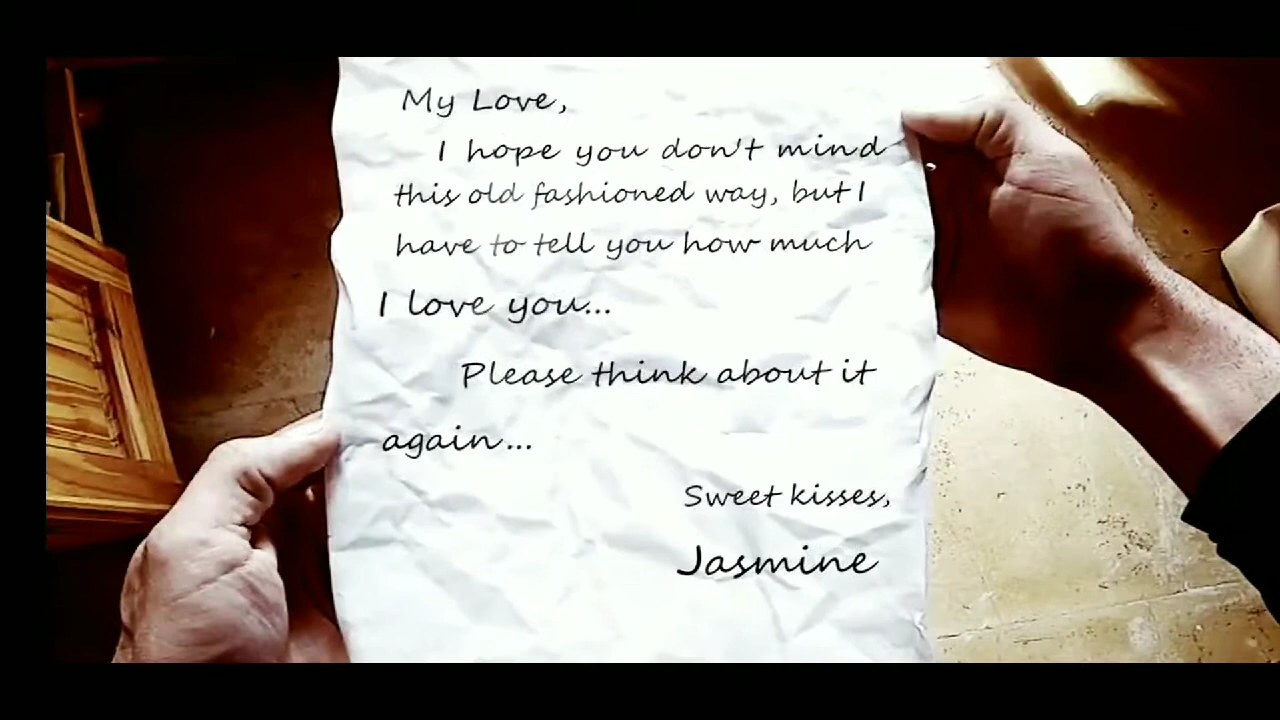 My Love,
I hope you don't mind
this old fashioned way, but I
have to tell you how much
I love you...
Please think about it
again...
Sweet kisses,
Jasmine